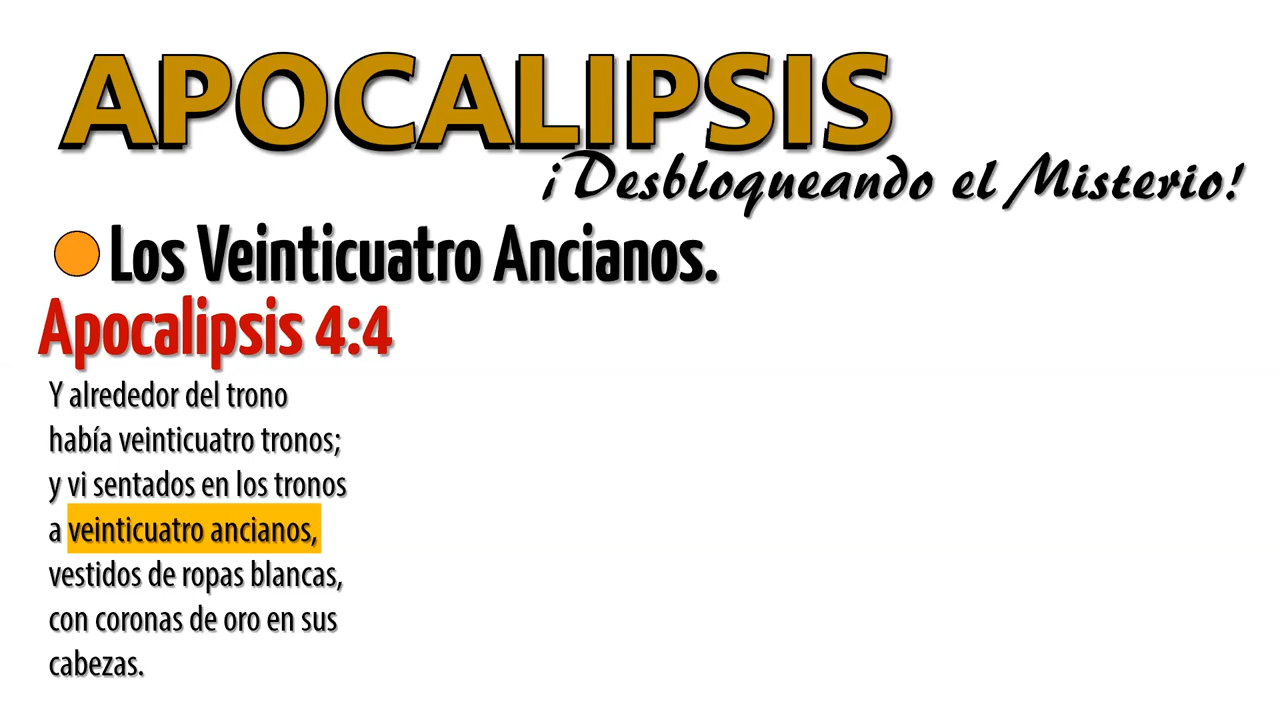 APOCALIPSIS
¡Desbloqueando el Misterio!
Los Veinticuatro Ancianos.
Apocalipsis 4:4
Y alrededor del trono
había veinticuatro tronos;
y vi sentados en los tronos
a veinticuatro ancianos,
vestidos de ropas blancas,
con coronas de oro en sus
cabezas.